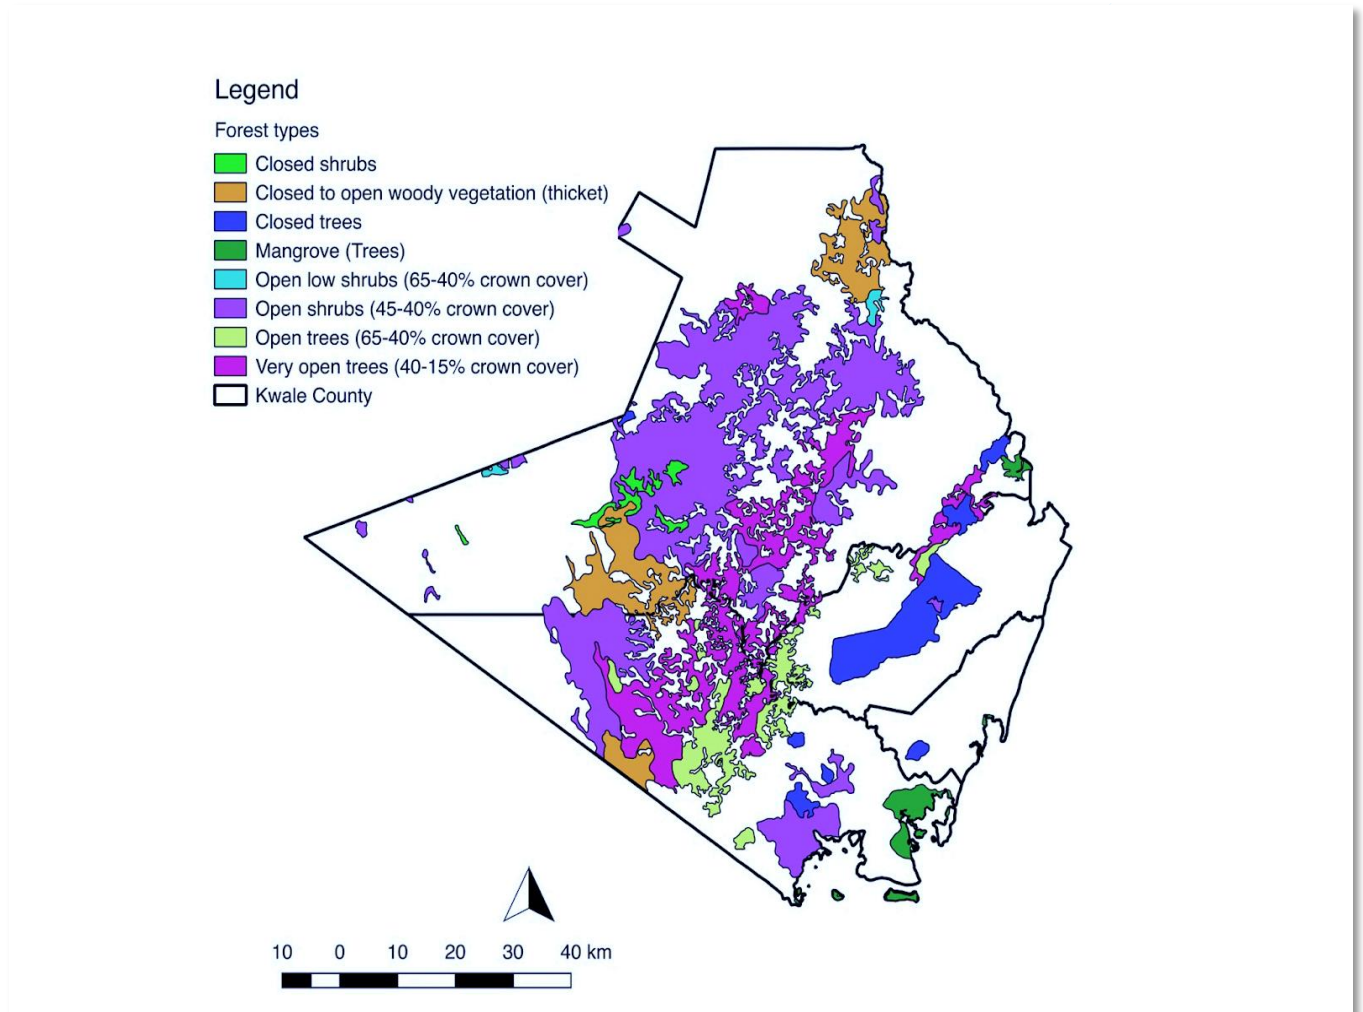 Legend
Forest types
Closed shrubs
Closed to open woody vegetation (thicket)
Closed trees
Mangrove (Trees)
Open low shrubs (65-40% crown cover)
Open shrubs (45-40% crown cover)
Open trees (65-40% crown cover)
Very open trees (40-15% crown cover)
Kwale County
10 0 10 20 30 40 km